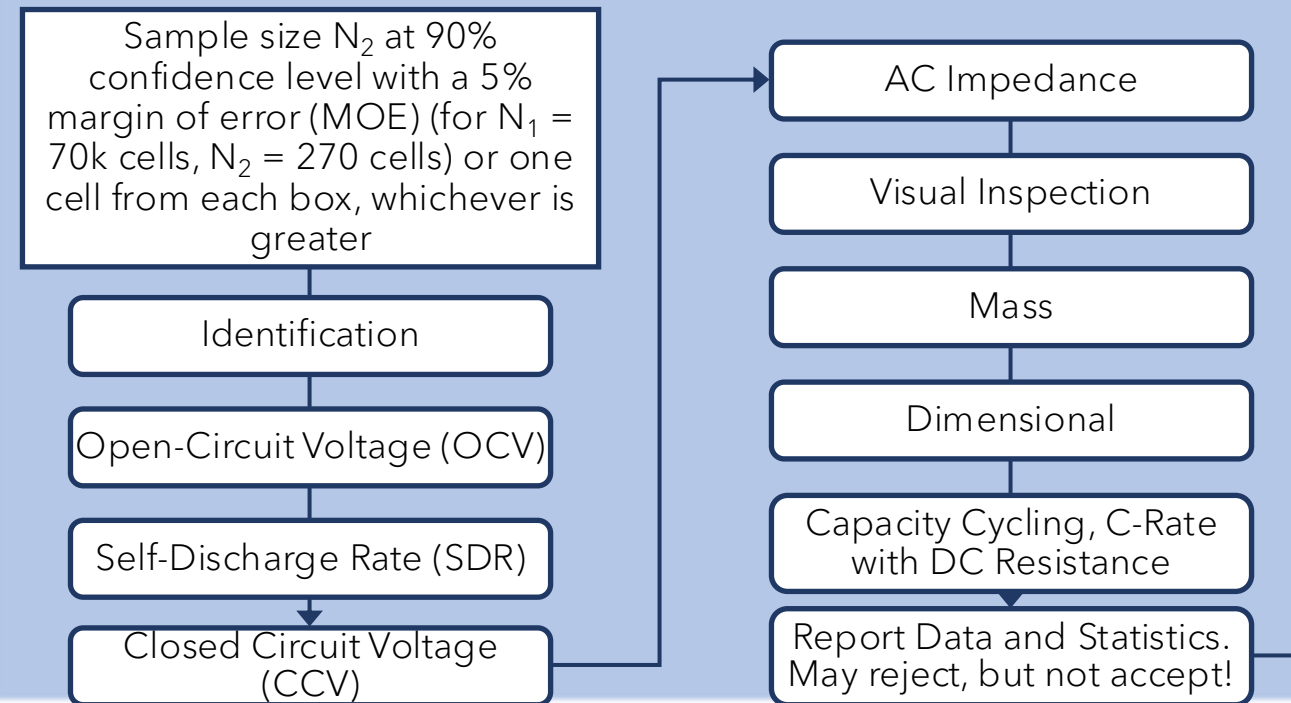 Sample size N₂ at 90%
confidence level with a 5%
margin of error (MOE) (for N₁ =
70k cells, N₂ = 270 cells) or one
cell from each box, whichever is
greater
Identification
Open-Circuit Voltage (OCV)
Self-Discharge Rate (SDR)
Closed Circuit Voltage
(CCV)
AC Impedance
Visual Inspection
Mass
Dimensional
Capacity Cycling, C-Rate
with DC Resistance
Report Data and Statistics.
May reject, but not accept!